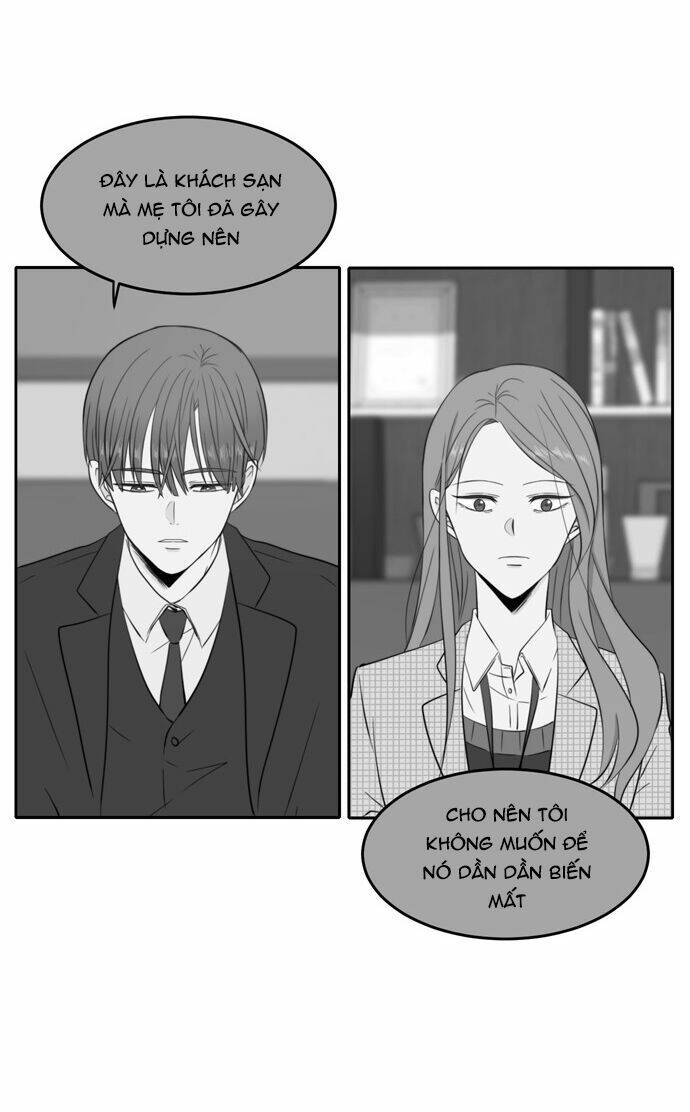 ĐÂY LÀ KHÁCH SẠN
MÀ MẸ TÔI ĐÃ GÂY
DỰNG NÊN
CHO NÊN TÔI
KHÔNG MUỐN ĐỂ
NÓ DẦN DẦN BIẾN
MẤT